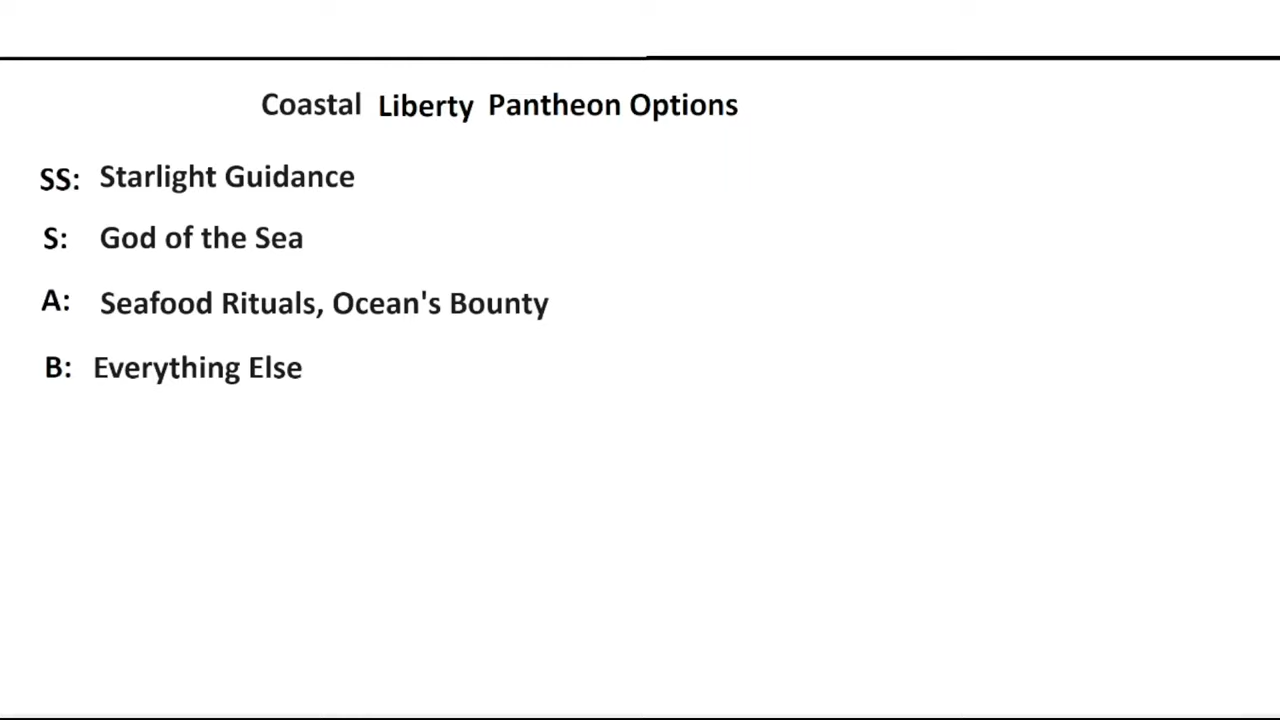 Coastal Liberty Pantheon Options
SS: Starlight Guidance
S: God of the Sea
A: Seafood Rituals, Ocean's Bounty
B: Everything Else